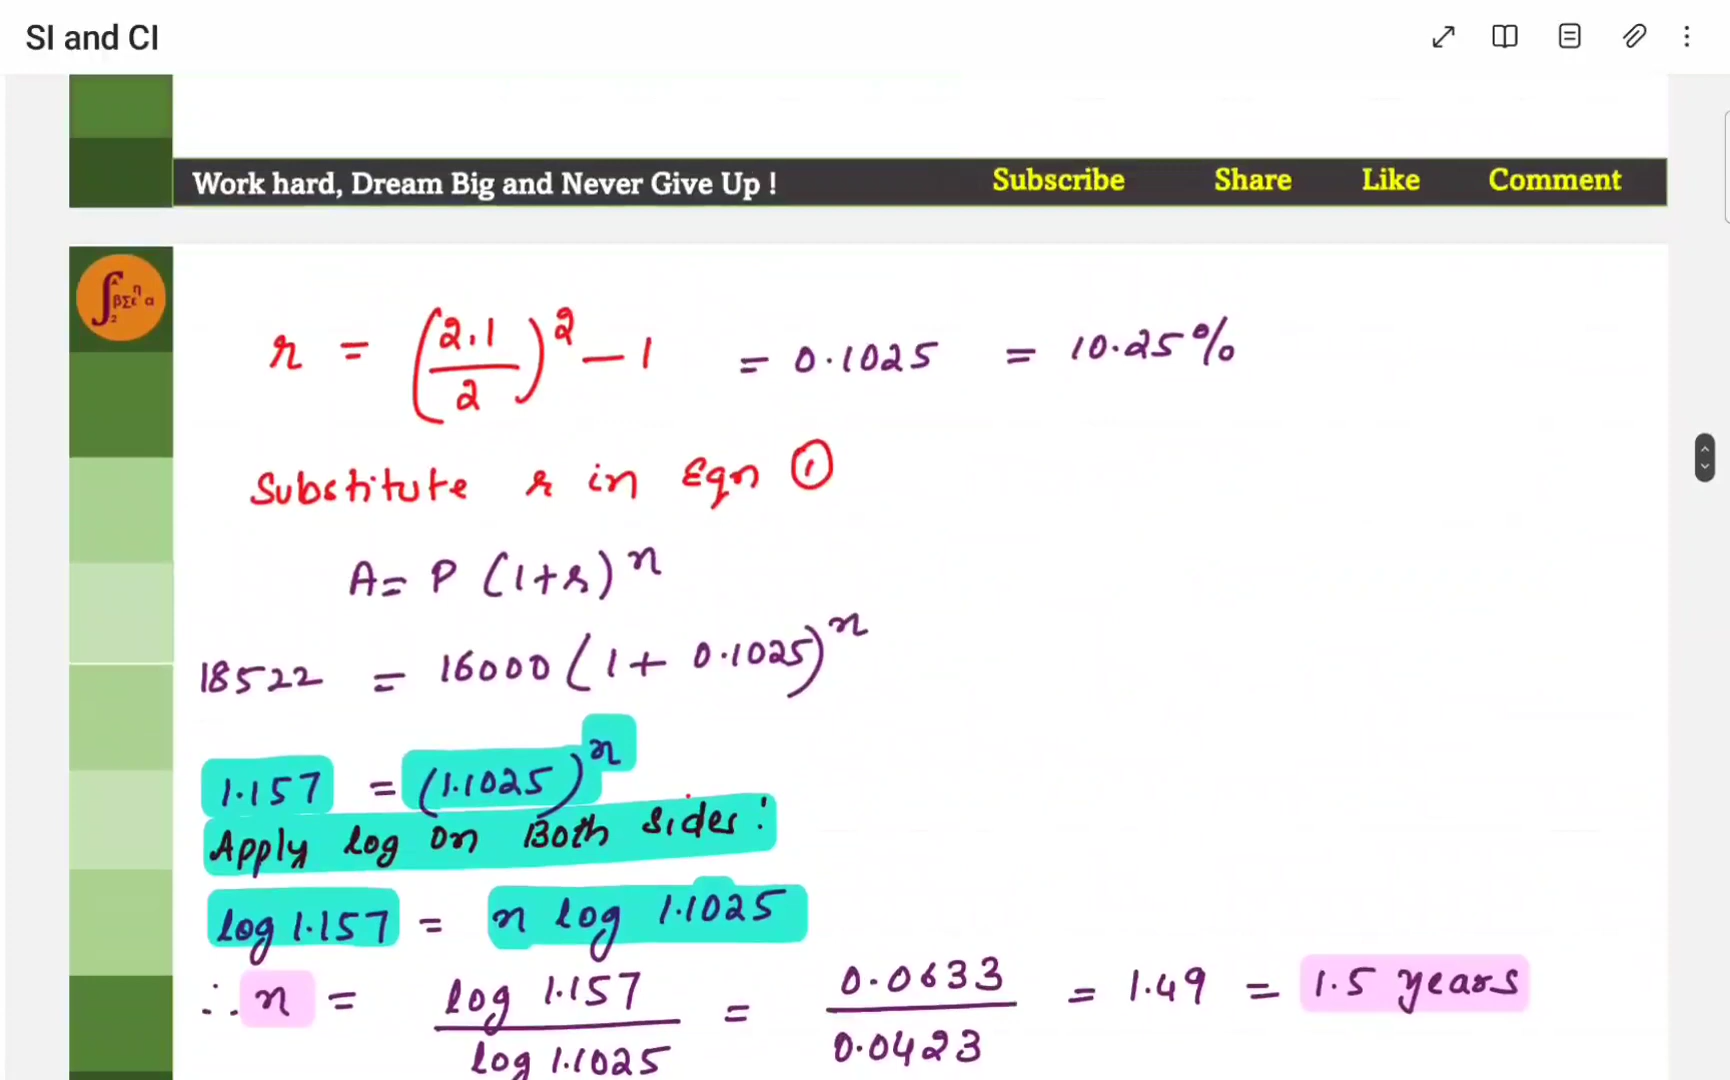 SI and CI
Work hard, Dream Big and Never Give Up !
Subscribe Share Like Comment
r = (2.1/2)^2 - 1 = 0.1025 = 10.25%
Substitute r in Eqn ①
A = P (1+r)^n
18522 = 16000 (1 + 0.1025)^n
1.157 = (1.1025)^n
Apply log on Both sides:
log 1.157 = n log 1.1025
∴ n = log 1.157 / log 1.1025 = 0.0633 / 0.0423 = 1.49 = 1.5 years